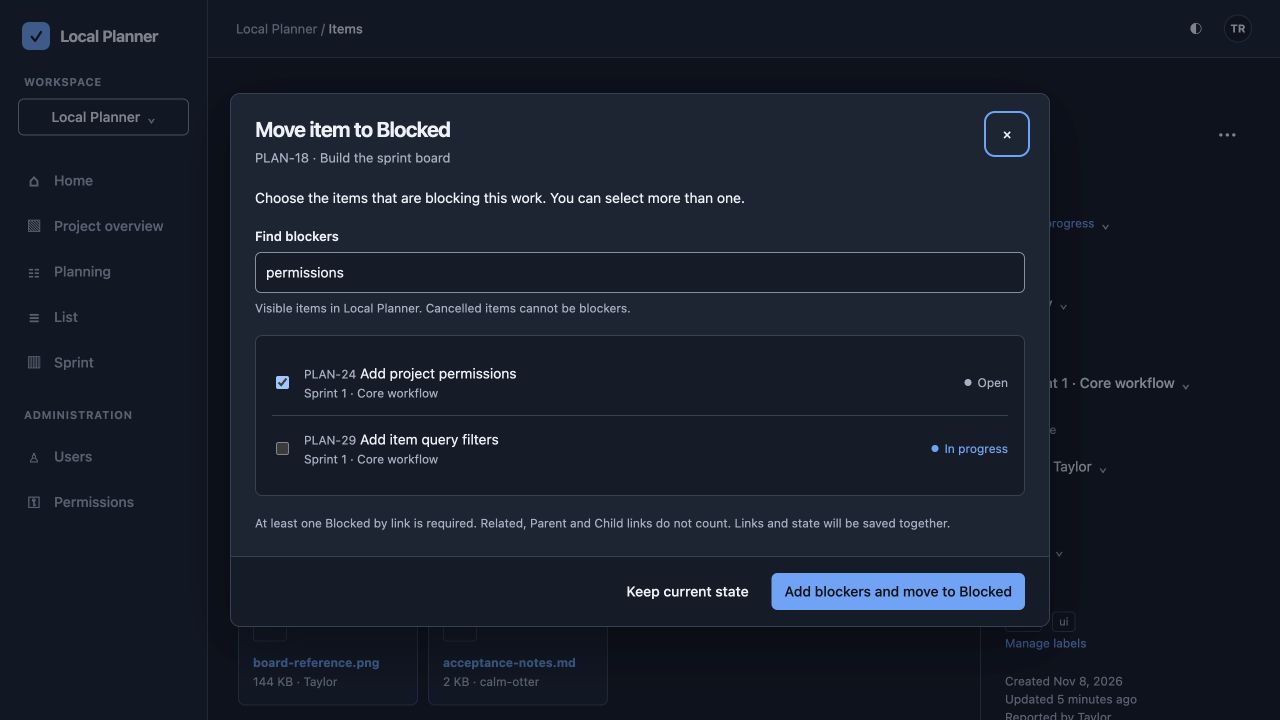 Local Planner
Local Planner / Items
TR
WORKSPACE
Local Planner
Home
Project overview
Planning
List
Sprint
ADMINISTRATION
Users
Permissions
Move item to Blocked
×
PLAN-18 · Build the sprint board
Choose the items that are blocking this work. You can select more than one.
Find blockers
permissions
Visible items in Local Planner. Cancelled items cannot be blockers.
PLAN-24 Add project permissions
Sprint 1 · Core workflow
Open
PLAN-29 Add item query filters
Sprint 1 · Core workflow
In progress
At least one Blocked by link is required. Related, Parent and Child links do not count. Links and state will be saved together.
Keep current state
Add blockers and move to Blocked
progress
1 · Core workflow
Taylor
ui
Manage labels
Created Nov 8, 2026
Updated 5 minutes ago
Reported by Taylor
board-reference.png
144 KB · Taylor
acceptance-notes.md
2 KB · calm-otter